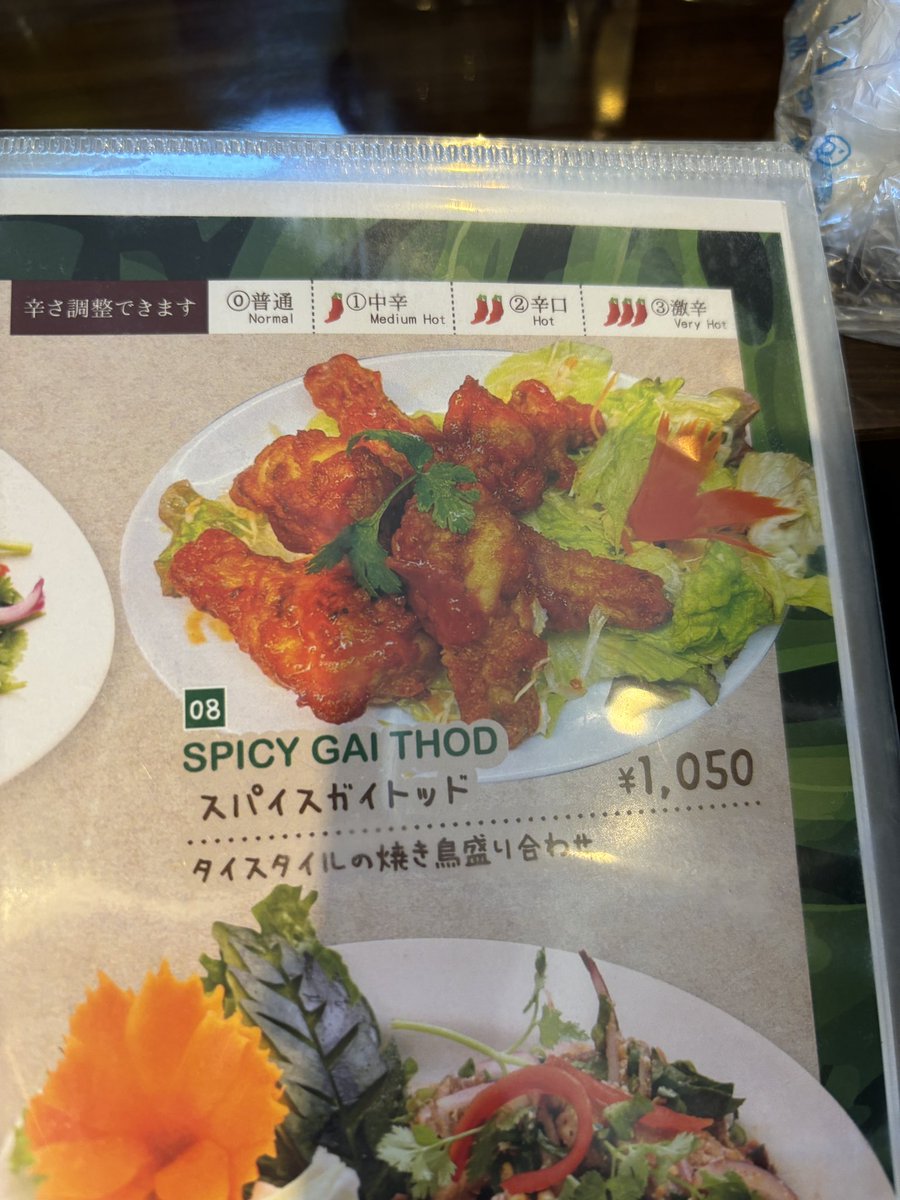 辛さ調整できます
⓪普通
Normal
①中辛
Medium Hot
②辛口
Hot
③激辛
Very Hot
08
SPICY GAI THOD
スパイスガイトッド
¥1,050
タイスタイルの焼き鳥盛り合わせ